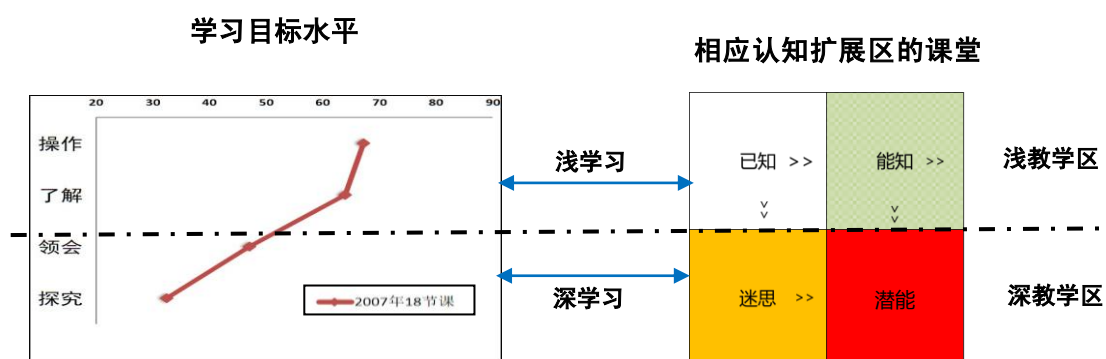 学习目标水平
相应认知扩展区的课堂
20 30 40 50 60 70 80 90
操作
了解
领会
探究
2007年18节课
浅学习
深学习
已知 >>
能知 >>
浅教学区
>>
>>
迷思 >>
潜能
深教学区